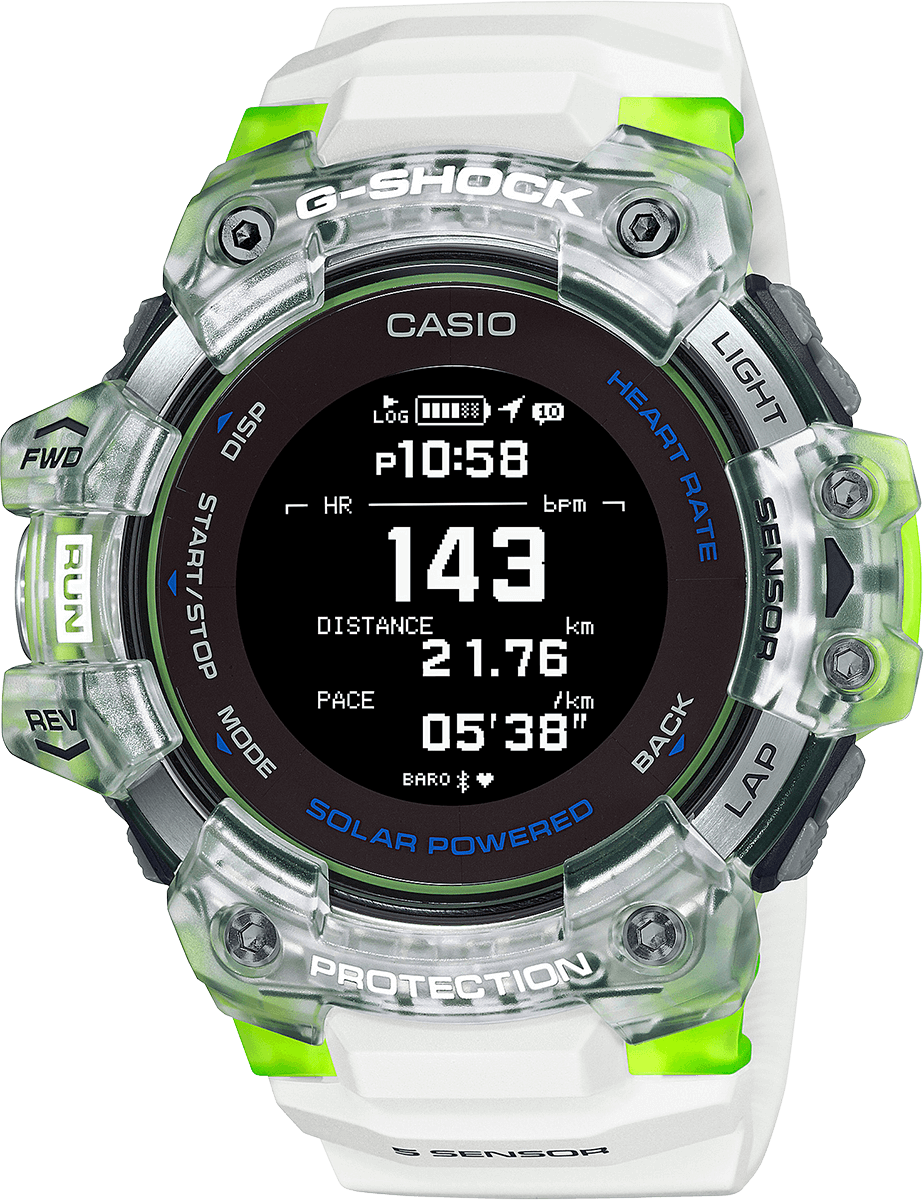 G-SHOCK
CASIO
LIGHT
DISP
HEART RATE
LOG
10
P10:58
HR bpm
143
DISTANCE km
21.76
PACE /km
05'38"
BARO
FWD
RUN
REV
START/STOP
MODE
SENSOR
BACK
LAP
SOLAR POWERED
PROTECTION
5 SENSOR